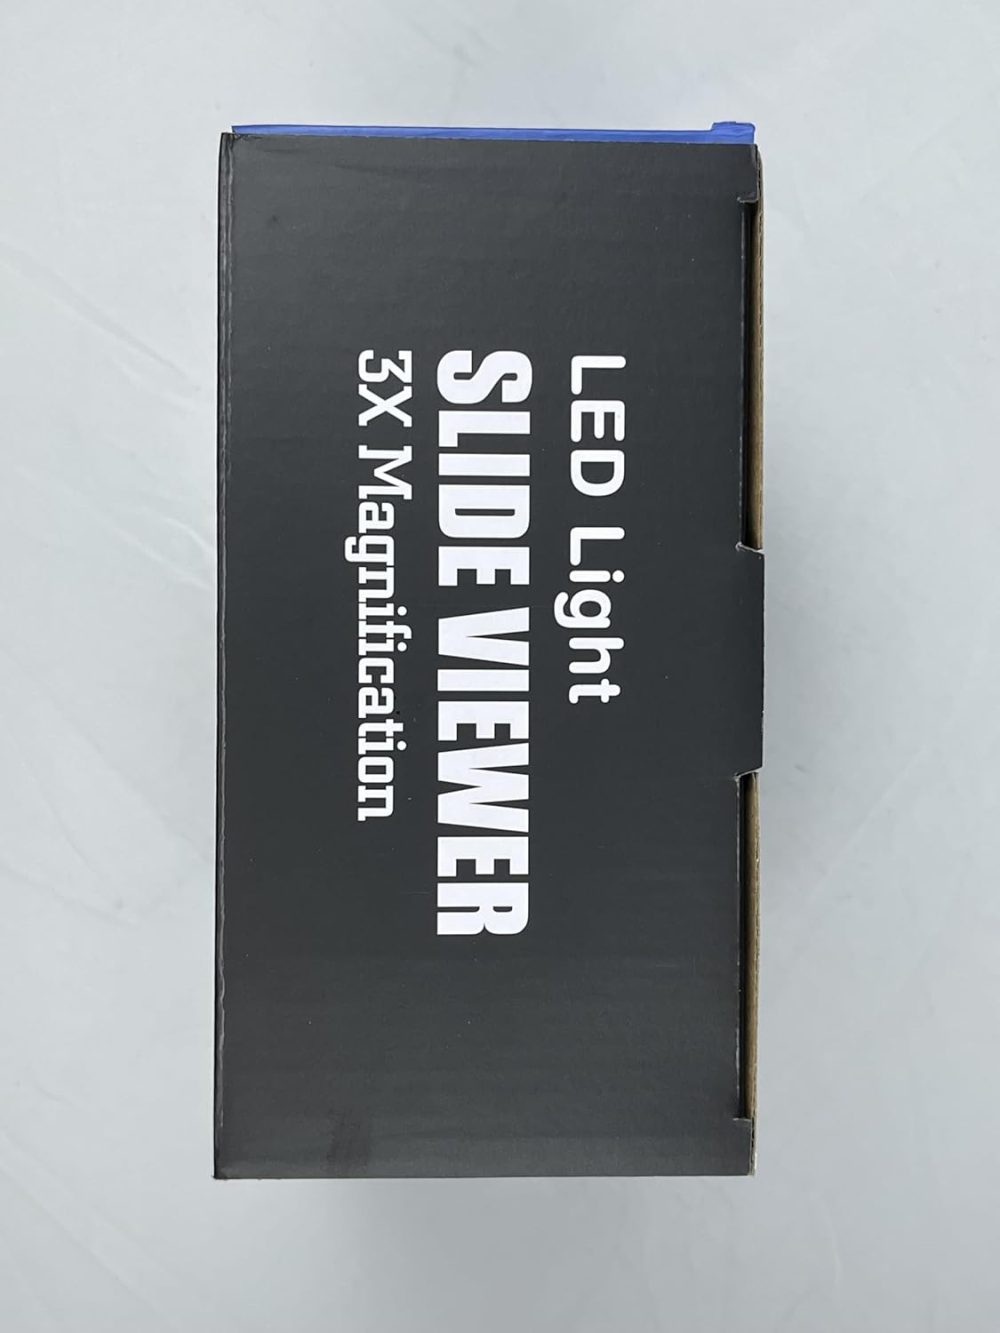 LED Light
SLIDE VIEWER
3X Magnification